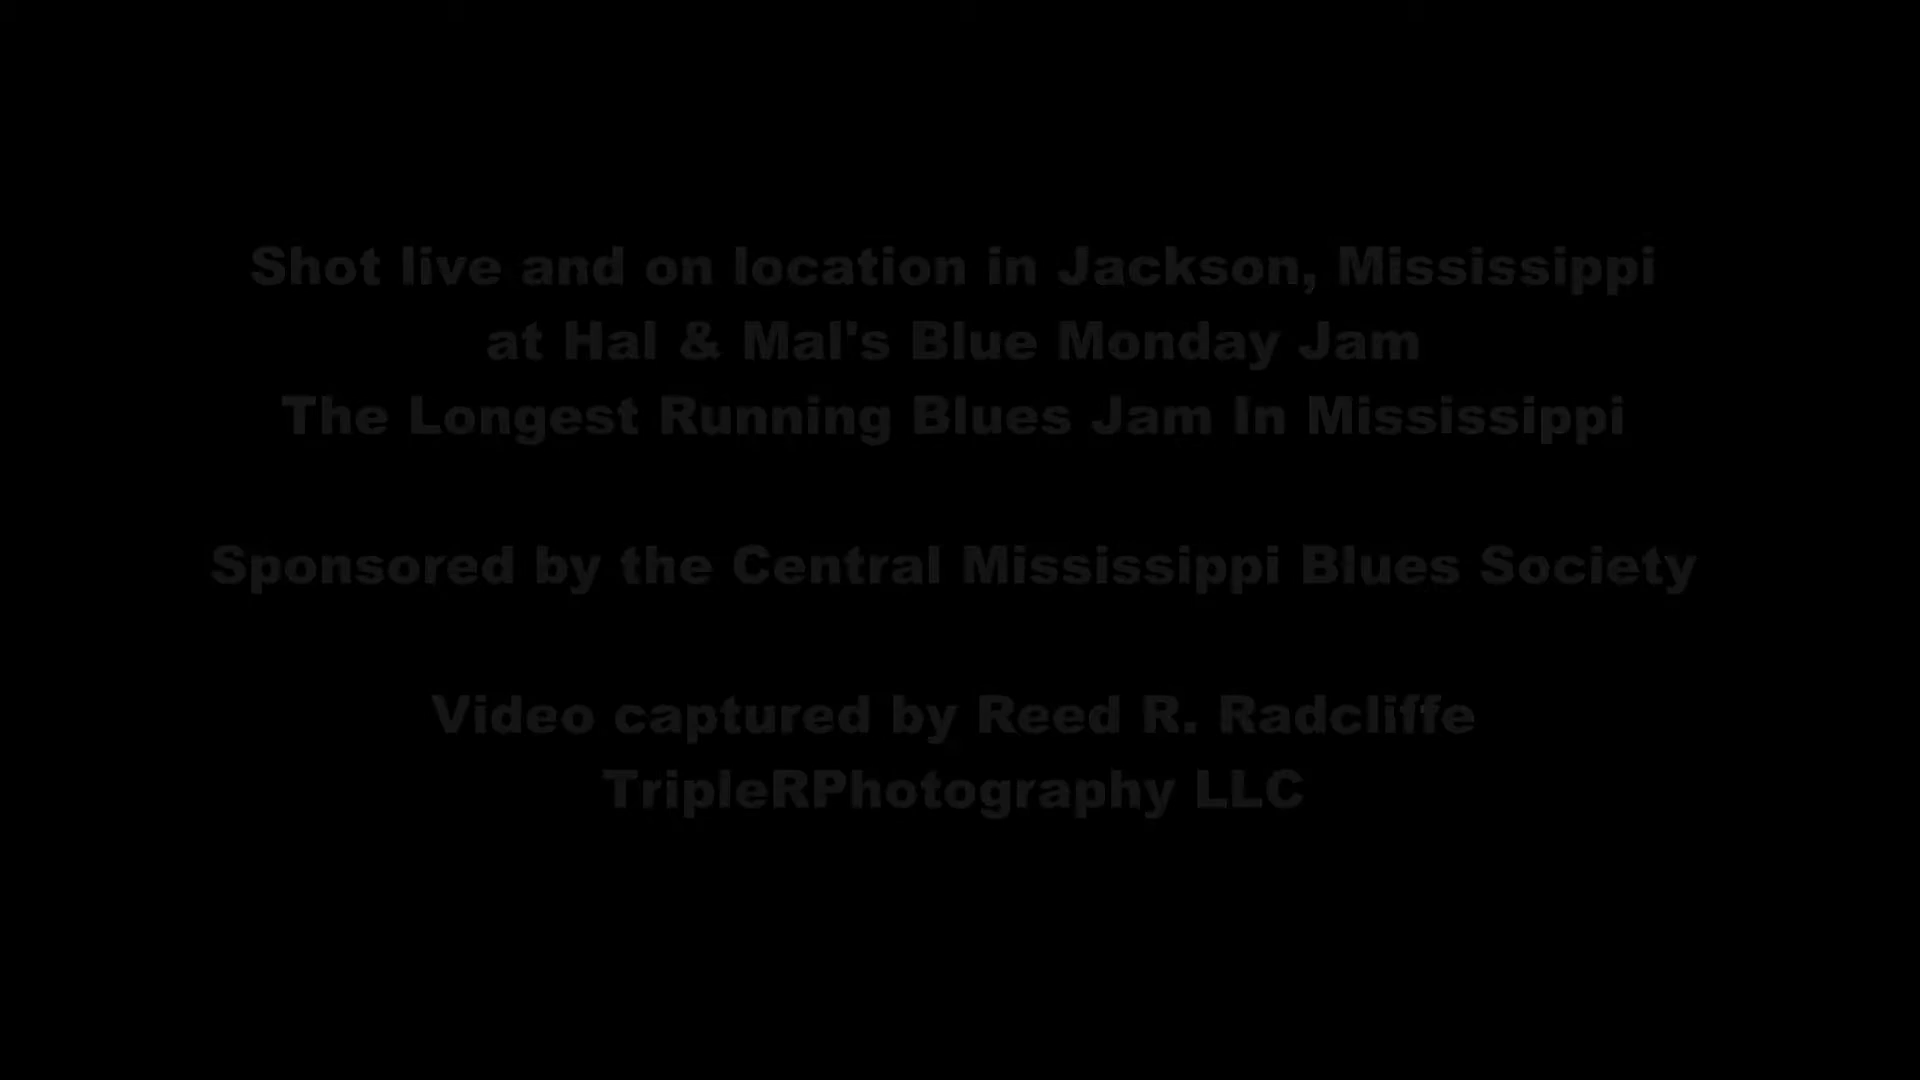 Shot live and on location in Jackson, Mississippi
at Hal & Mal's Blue Monday Jam
The Longest Running Blues Jam In Mississippi
Sponsored by the Central Mississippi Blues Society
Video captured by Reed R. Radcliffe
TripleRPhotography LLC